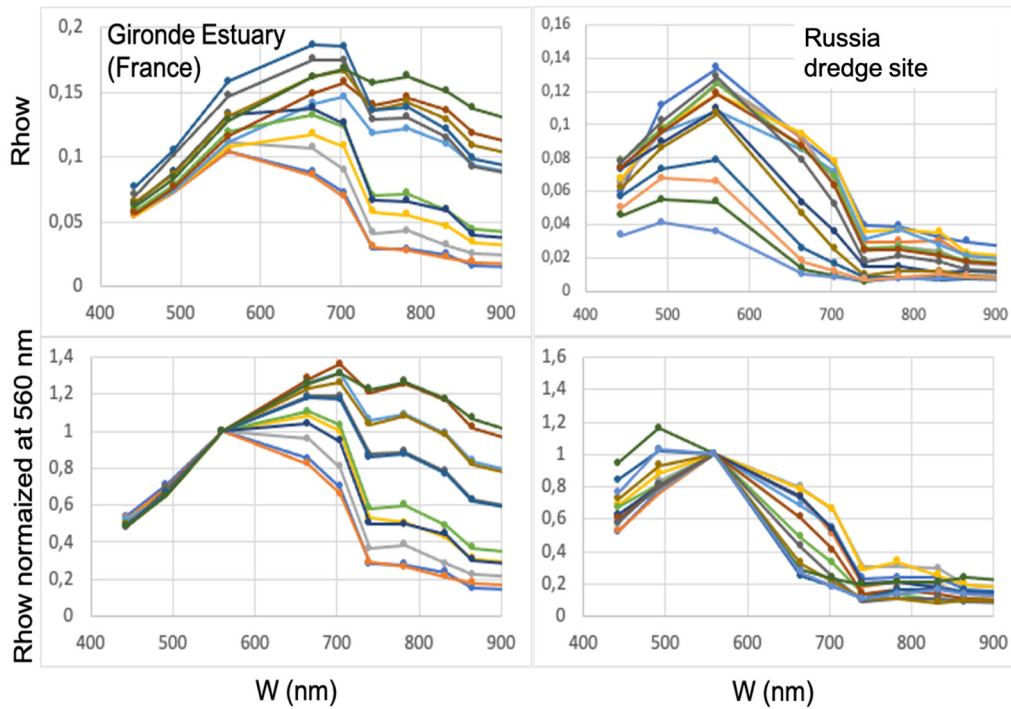 Gironde Estuary
(France)
Rhow
0,2
0,15
0,1
0,05
0
400 500 600 700 800 900
Russia
dredge site
0,16
0,14
0,12
0,1
0,08
0,06
0,04
0,02
0
400 500 600 700 800 900
Rhow normaized at 560 nm
1,4
1,2
1
0,8
0,6
0,4
0,2
0
400 500 600 700 800 900
W (nm)
1,6
1,4
1,2
1
0,8
0,6
0,4
0,2
0
400 500 600 700 800 900
W (nm)